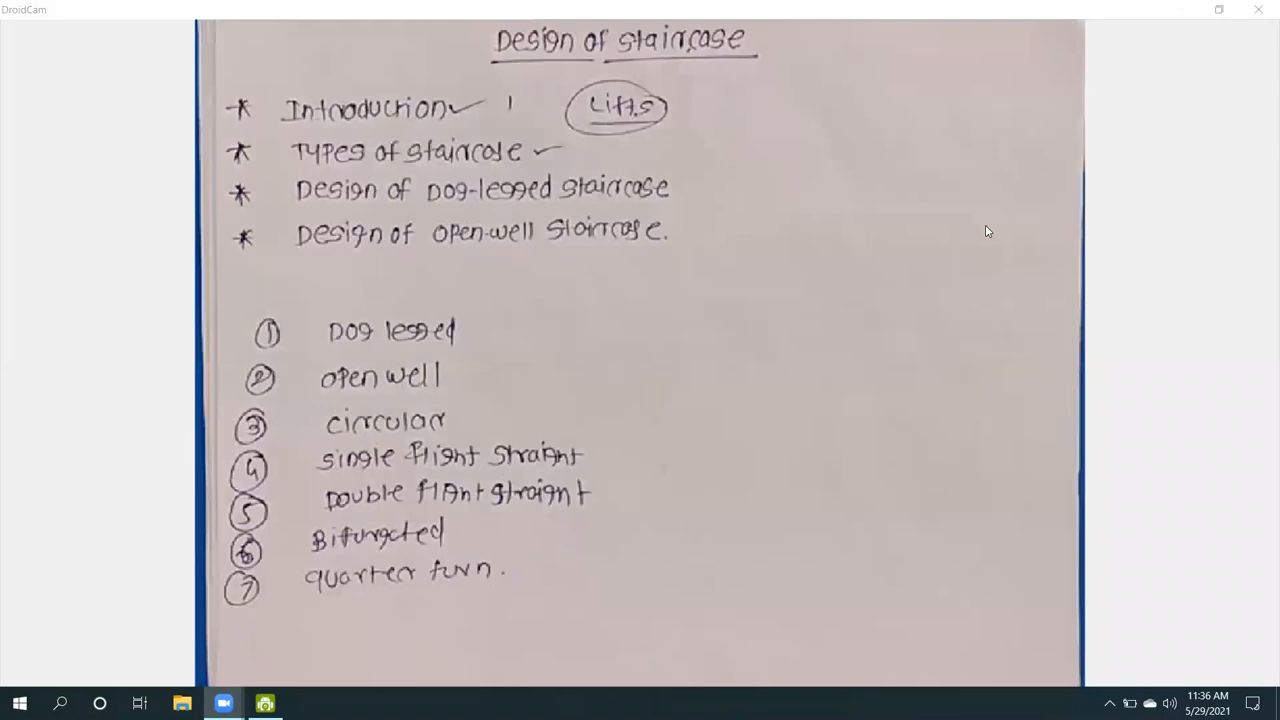 DroidCam
Design of staircase
* Introduction ✓ Lifts
* Types of staircase ✓
* Design of Dog-legged staircase
* Design of open-well staircase.
① Dog legged
② open well
③ circular
④ single flight straight
⑤ Double flight straight
⑥ Bifurcated
⑦ quarter turn.
11:36 AM
5/29/2021